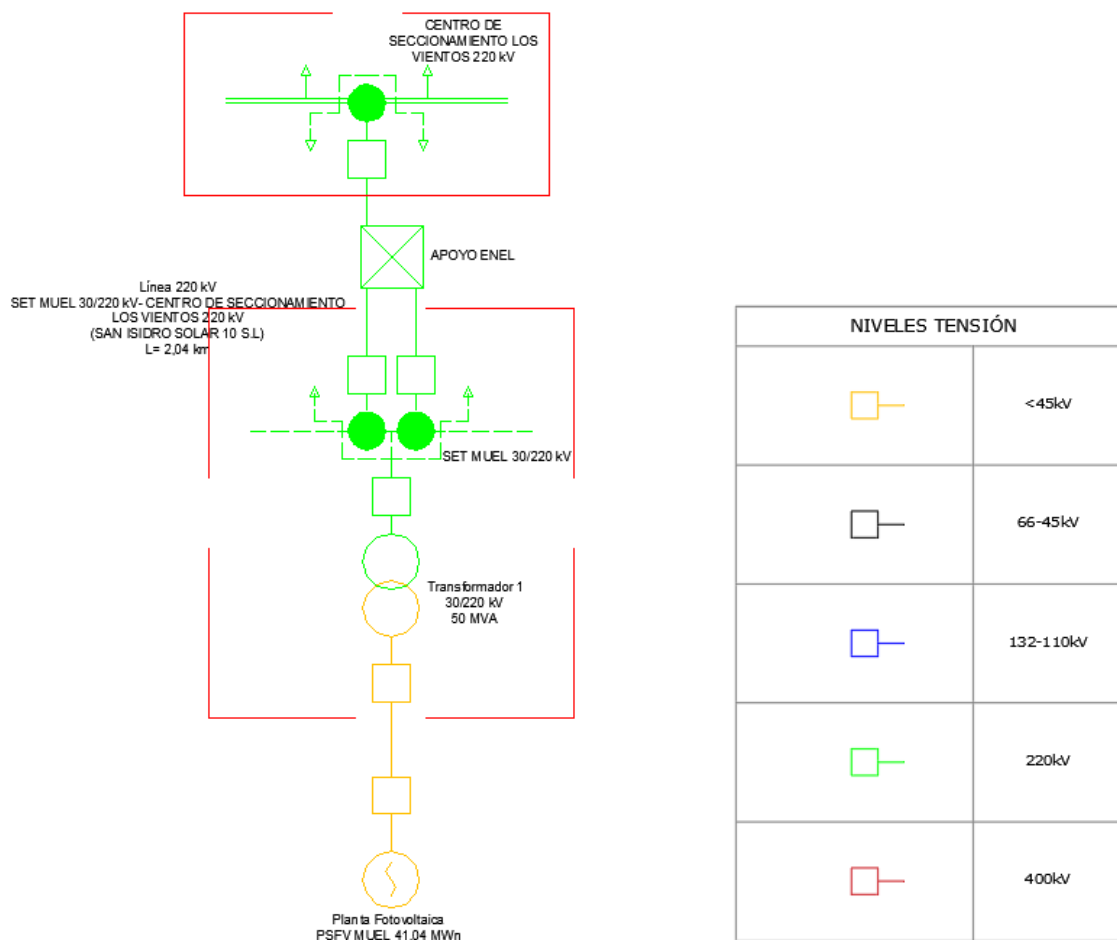 CENTRO DE
SECCIONAMIENTO LOS
VIENTOS 220 kV
APOYO ENEL
Línea 220 kV
SET MUEL 30/220 kV- CENTRO DE SECCIONAMIENTO
LOS VIENTOS 220 kV
(SAN ISIDRO SOLAR 10 S.L)
L= 2,04 km
SET MUEL 30/220 kV
Transformador 1
30/220 kV
50 MVA
Planta Fotovoltaica
PSFV MUEL 41.04 MWn
NIVELES TENSIÓN
<45kV
66-45kV
132-110kV
220kV
400kV